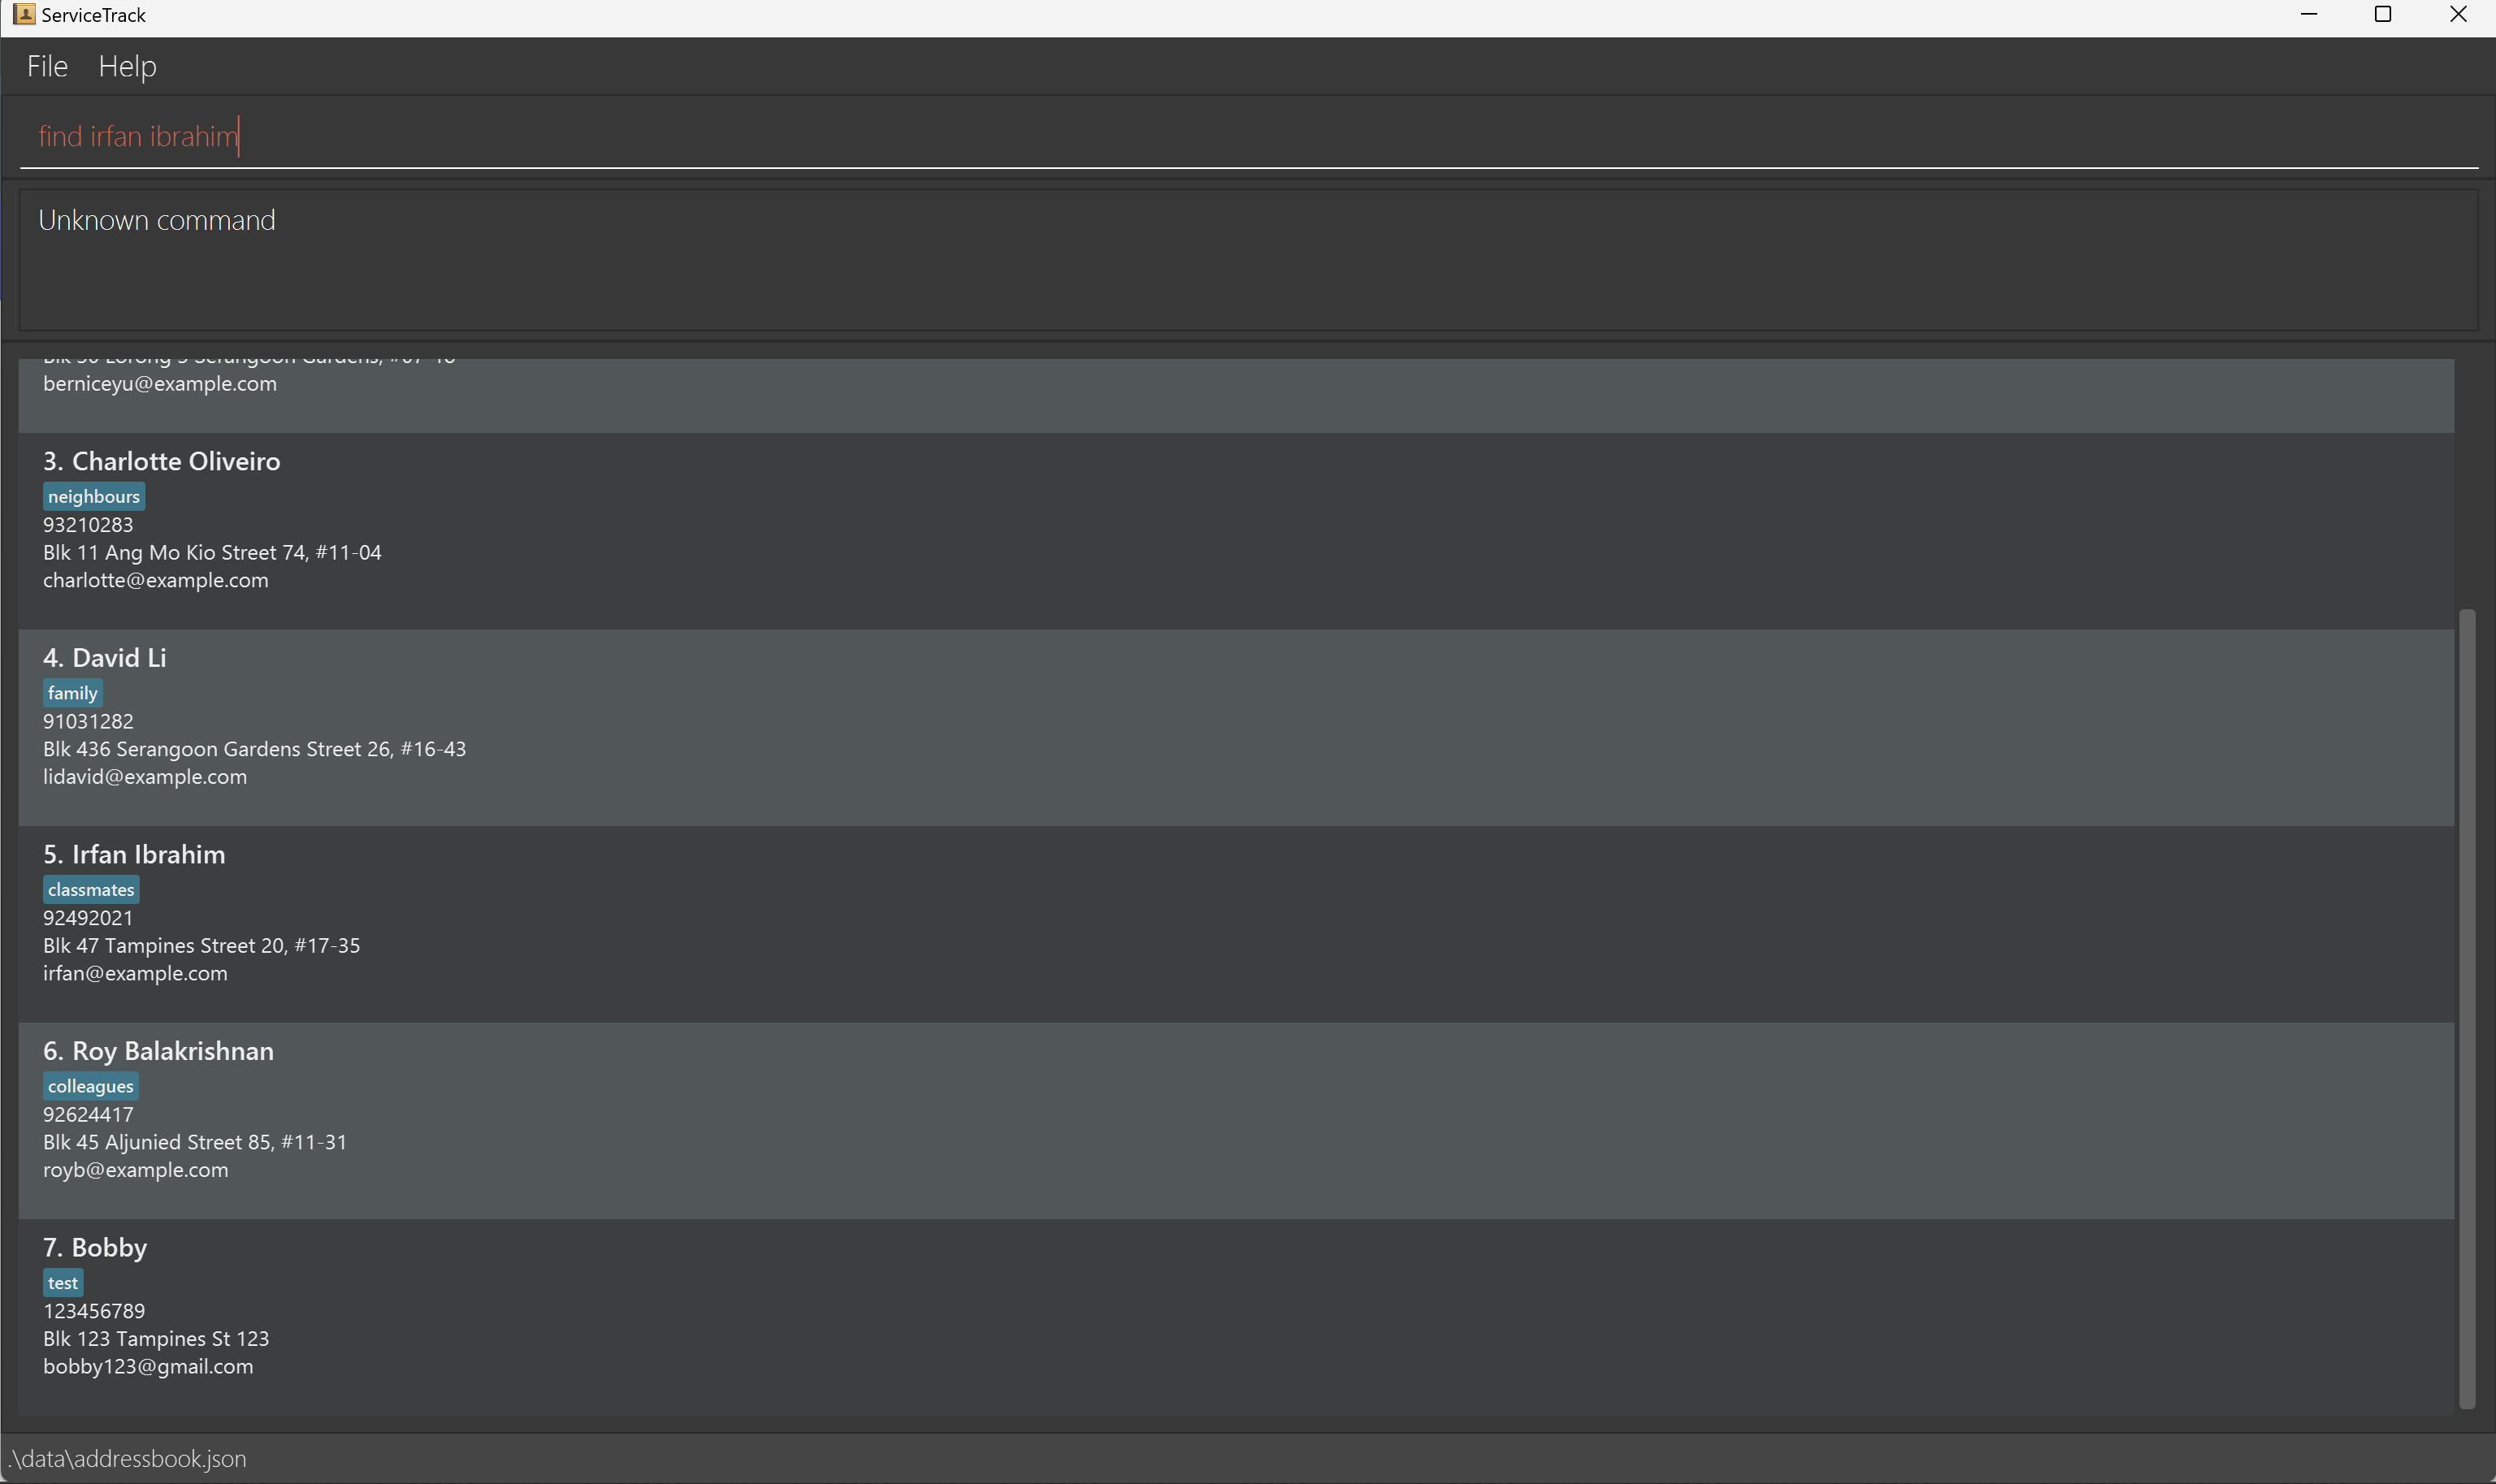 ServiceTrack
File Help
find irfan ibrahim
Unknown command
berniceyu@example.com
3. Charlotte Oliveiro
neighbours
93210283
Blk 11 Ang Mo Kio Street 74, #11-04
charlotte@example.com
4. David Li
family
91031282
Blk 436 Serangoon Gardens Street 26, #16-43
lidavid@example.com
5. Irfan Ibrahim
classmates
92492021
Blk 47 Tampines Street 20, #17-35
irfan@example.com
6. Roy Balakrishnan
colleagues
92624417
Blk 45 Aljunied Street 85, #11-31
royb@example.com
7. Bobby
test
123456789
Blk 123 Tampines St 123
bobby123@gmail.com
.\data\addressbook.json